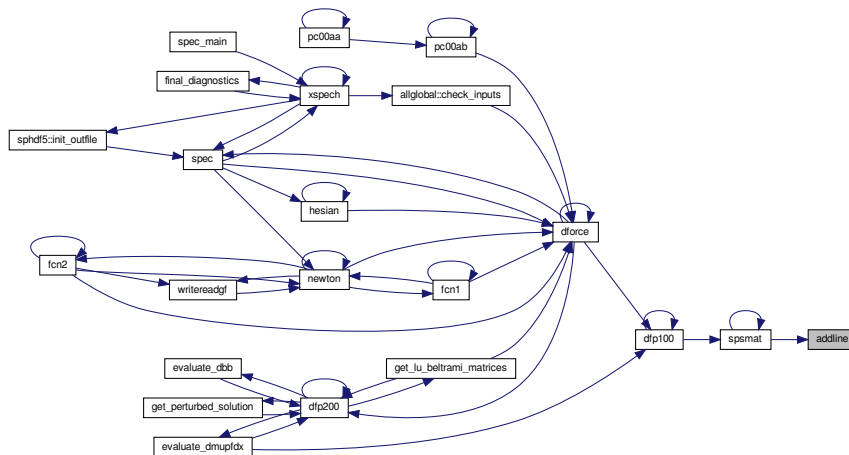 spec_main
pc00aa
pc00ab
final_diagnostics
xspech
allglobal::check_inputs
sphdf5::init_outfile
spec
hesian
dforce
fcn2
newton
writereadgf
fcn1
dfp100
spsmat
addline
evaluate_dbb
get_lu_beltrami_matrices
get_perturbed_solution
dfp200
evaluate_dmupfdx